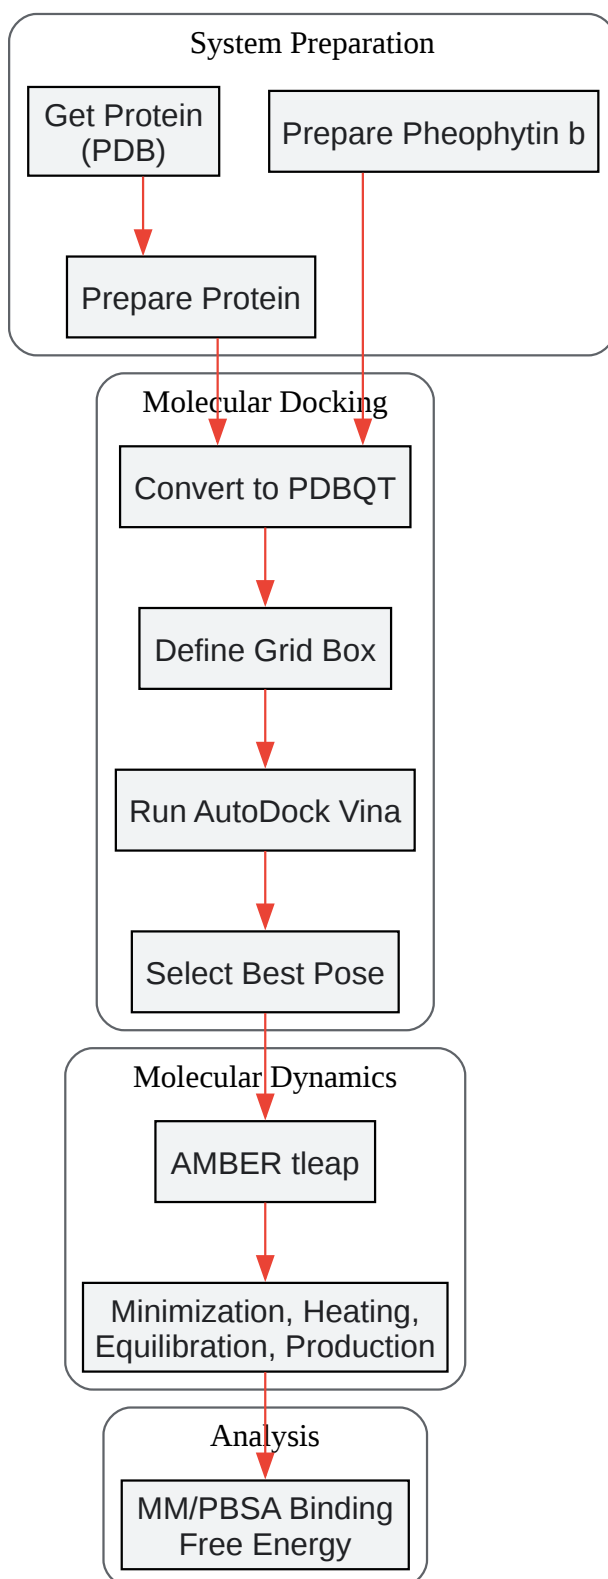 System Preparation
Get Protein
(PDB)
Prepare Pheophytin b
Prepare Protein
Molecular Docking
Convert to PDBQT
Define Grid Box
Run AutoDock Vina
Select Best Pose
Molecular Dynamics
AMBER tleap
Minimization, Heating,
Equilibration, Production
Analysis
MM/PBSA Binding
Free Energy